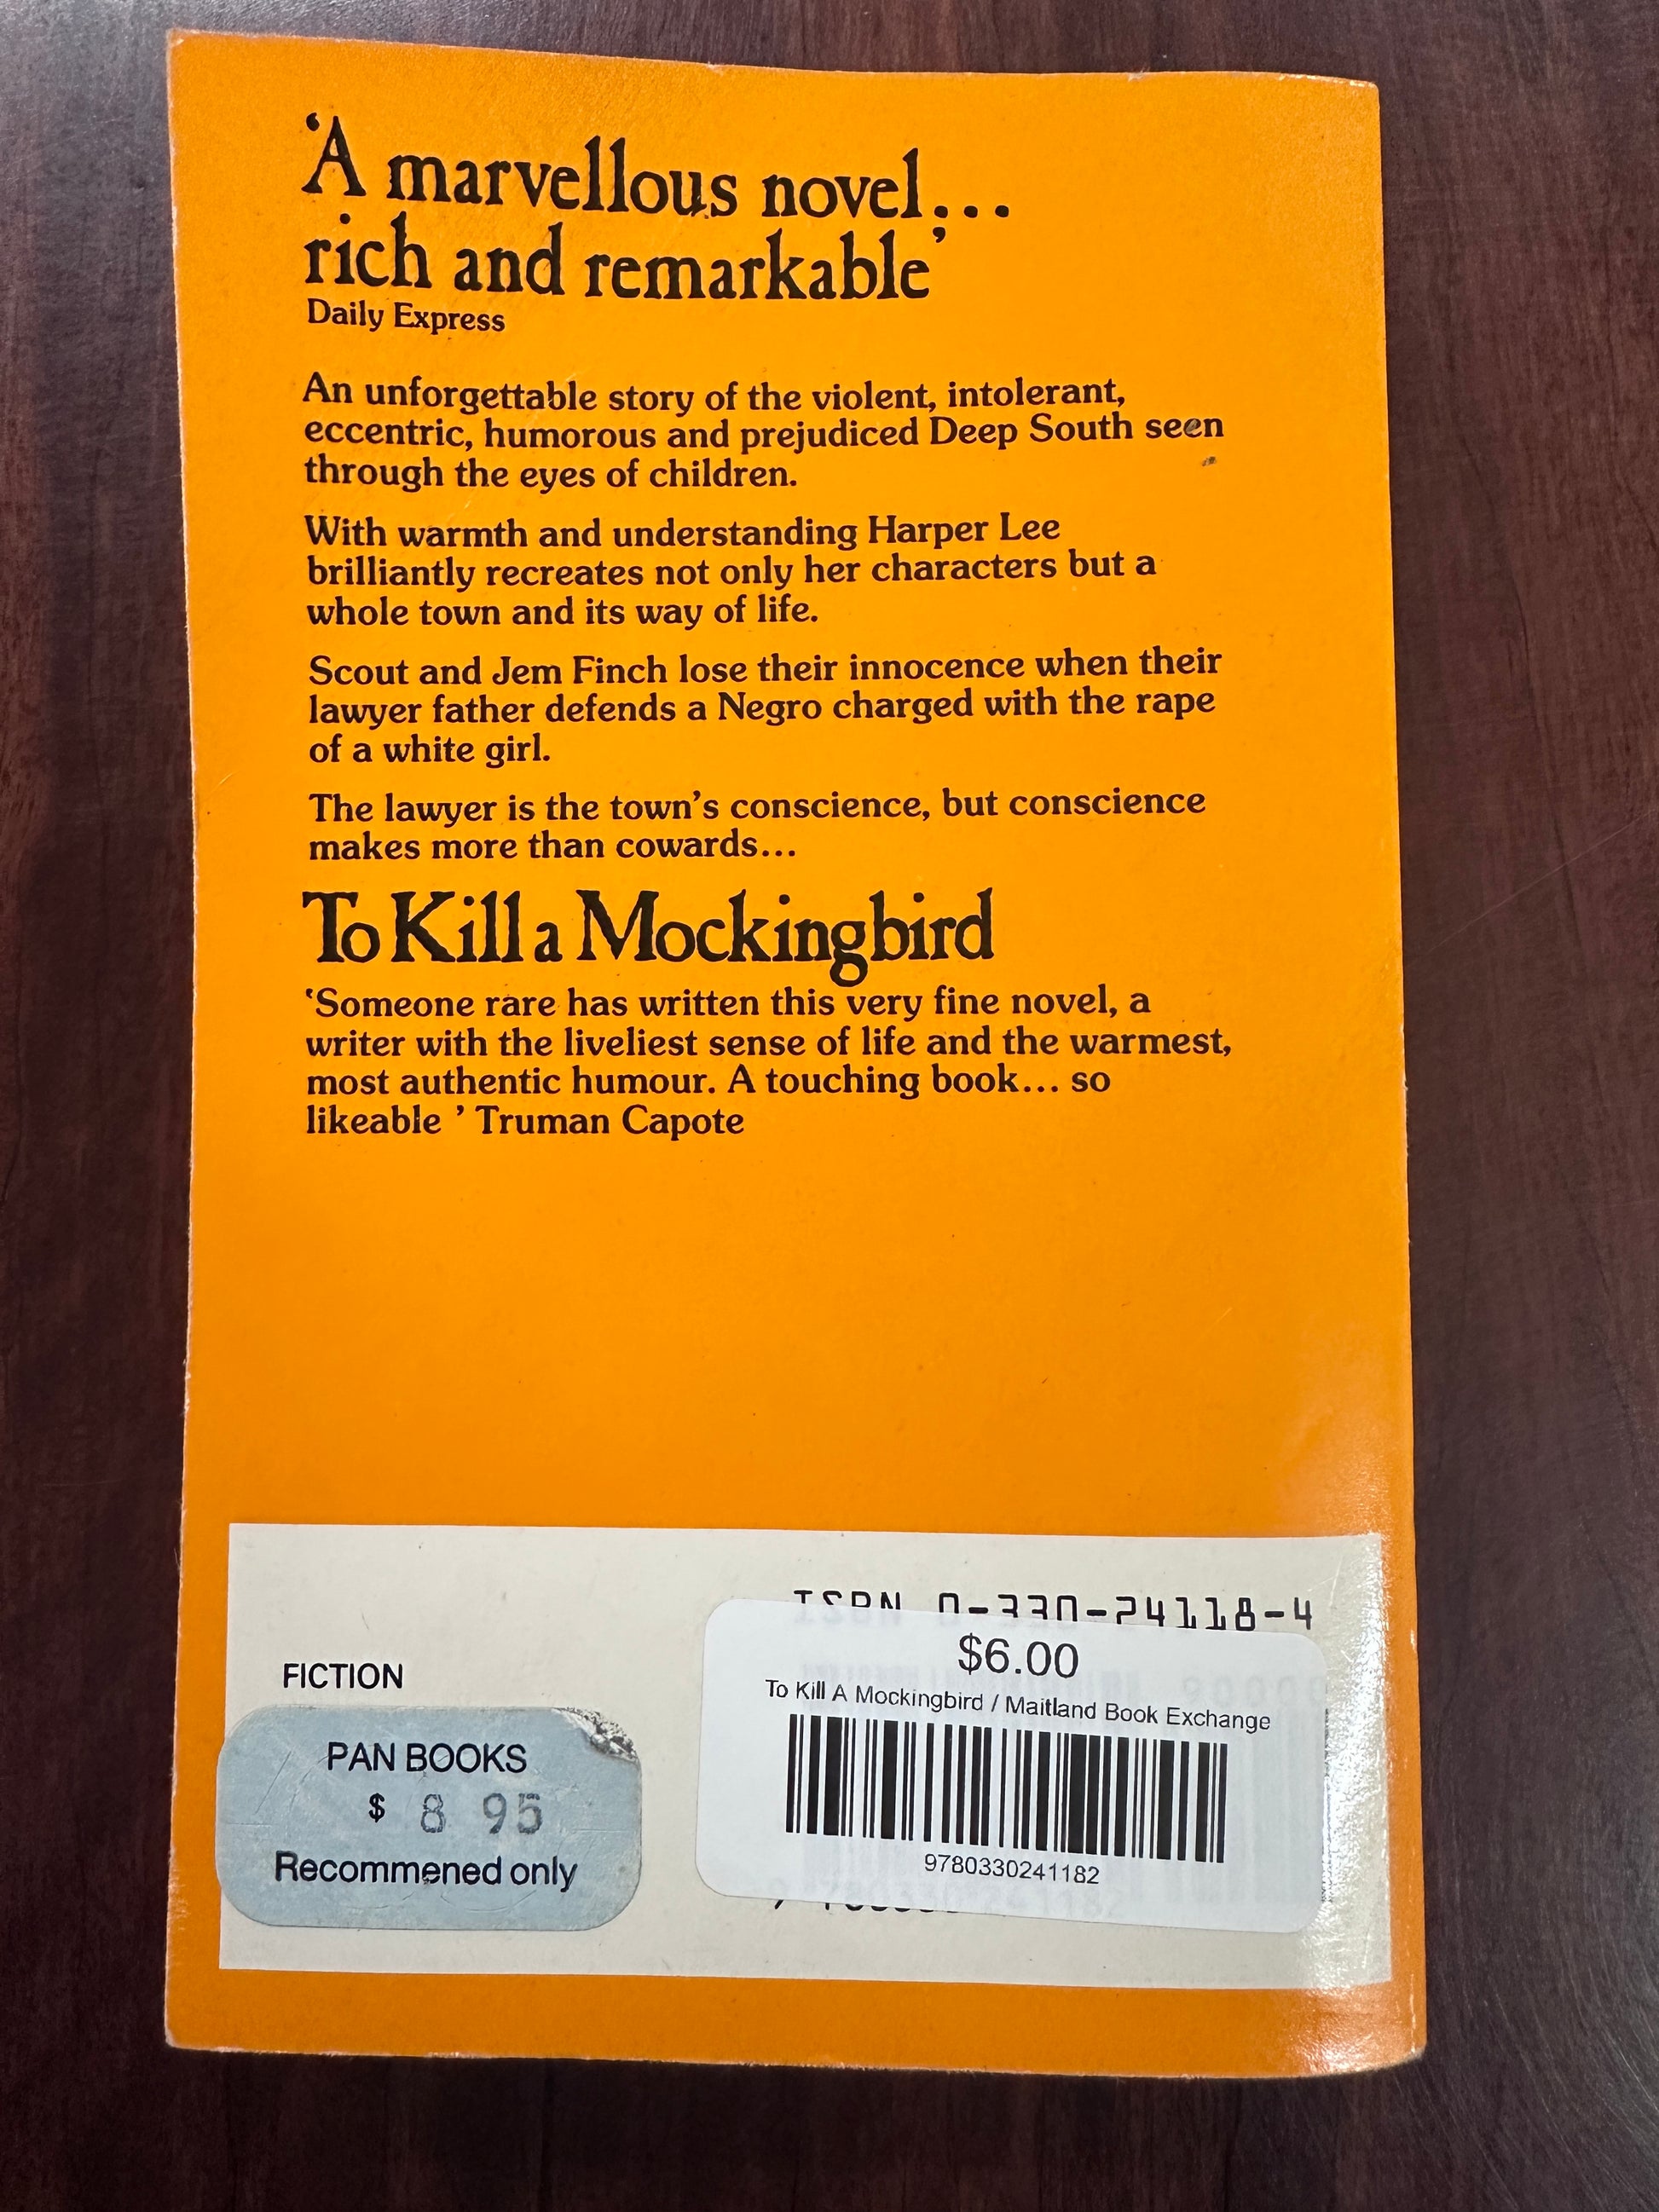 ‘A marvellous novel...
rich and remarkable’
Daily Express
An unforgettable story of the violent, intolerant,
eccentric, humorous and prejudiced Deep South seen
through the eyes of children.
With warmth and understanding Harper Lee
brilliantly recreates not only her characters but a
whole town and its way of life.
Scout and Jem Finch lose their innocence when their
lawyer father defends a Negro charged with the rape
of a white girl.
The lawyer is the town’s conscience, but conscience
makes more than cowards...
To Kill a Mockingbird
‘Someone rare has written this very fine novel, a
writer with the liveliest sense of life and the warmest,
most authentic humour. A touching book... so
likeable ’ Truman Capote
ISBN 0-330-24118-4
$6.00
To Kill A Mockingbird / Maitland Book Exchange
9780330241182
FICTION
PAN BOOKS
$ 8 95
Recommened only